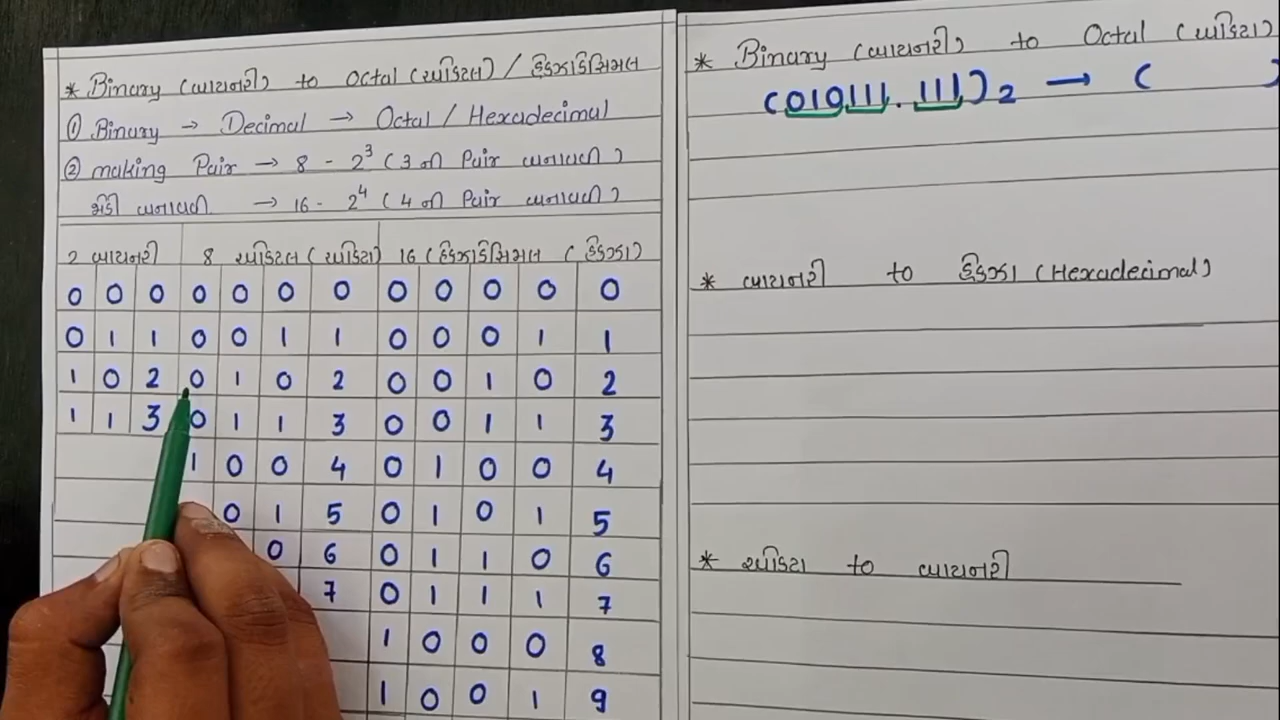 * Binary (બાયનરી) to Octal (ઓક્ટલ) / હેક્ઝાડેસિમલ
① Binary → Decimal → Octal / Hexadecimal
② making Pair → 8 - 2³ (3 ની Pair બનાવવી)
જોડી બનાવવી → 16 - 2⁴ (4 ની Pair બનાવવી)
2 બાયનરી 8 ઓક્ટલ (ઓક્ટા) 16 (હેક્ઝાડેસિમલ (હેક્ઝા)
0 0 0 0 0 0 0 0 0 0 0 0
0 1 1 0 0 1 1 0 0 0 1 1
1 0 2 0 1 0 2 0 0 1 0 2
1 1 3 0 1 1 3 0 0 1 1 3
1 0 0 4 0 1 0 0 4
0 1 5 0 1 0 1 5
0 6 0 1 1 0 6
7 0 1 1 1 7
1 0 0 0 8
1 0 0 1 9
* Binary (બાયનરી) to Octal (ઓક્ટા)
(010111.111)₂ → ( )
* બાયનરી to હેક્ઝા (Hexadecimal)
* ઓક્ટા to બાયનરી